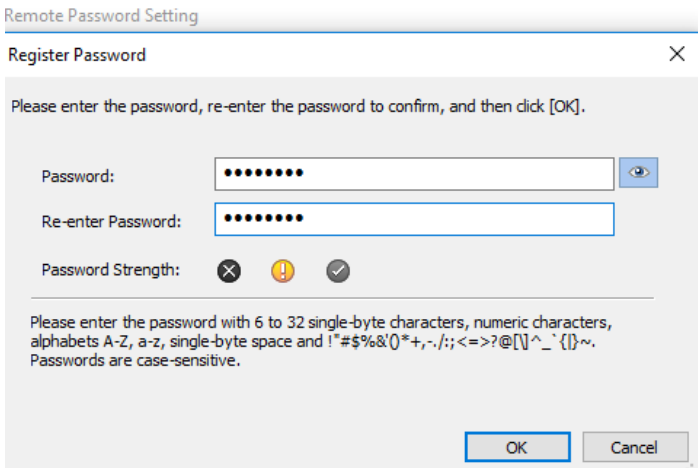 Remote Password Setting
Register Password
Please enter the password, re-enter the password to confirm, and then click [OK].
Password: ●●●●●●●●
Re-enter Password: ●●●●●●●●
Password Strength:
Please enter the password with 6 to 32 single-byte characters, numeric characters,
alphabets A-Z, a-z, single-byte space and !"#$%&'()*+,-./:;<=>?@[\]^_`{|}~.
Passwords are case-sensitive.
OK Cancel